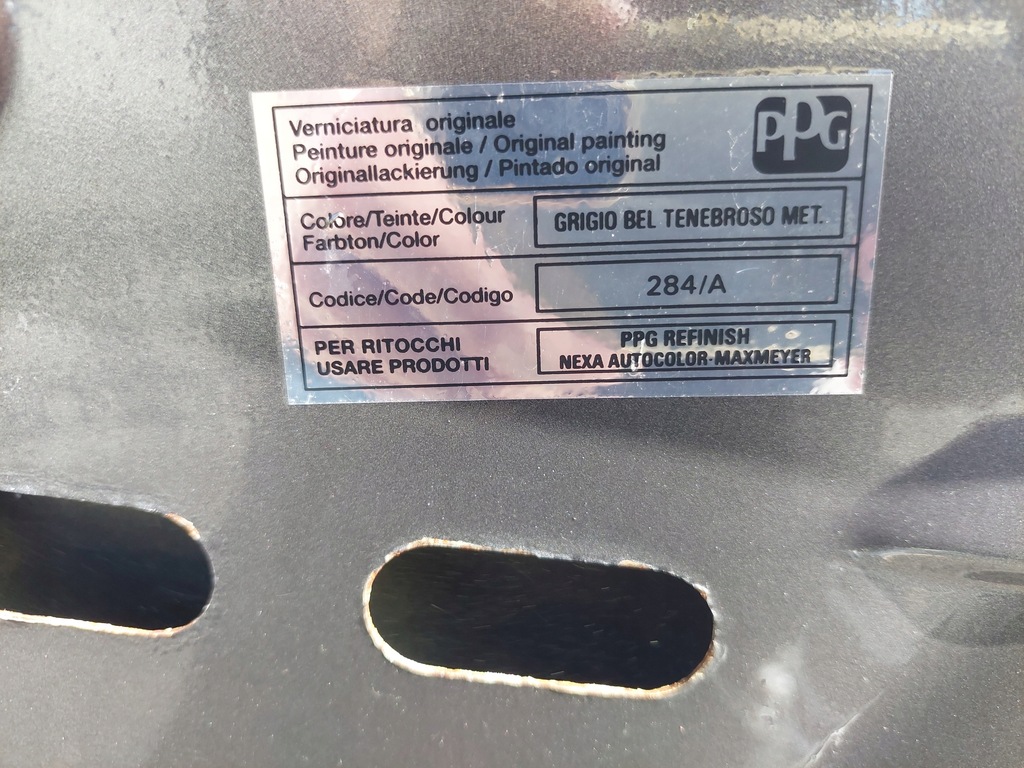 Verniciatura originale
Peinture originale / Original painting
Originallackierung / Pintado original
PPG
Colore/Teinte/Colour
Farbton/Color
GRIGIO BEL TENEBROSO MET.
Codice/Code/Codigo
284/A
PER RITOCCHI
USARE PRODOTTI
PPG REFINISH
NEXA AUTOCOLOR-MAXMEYER